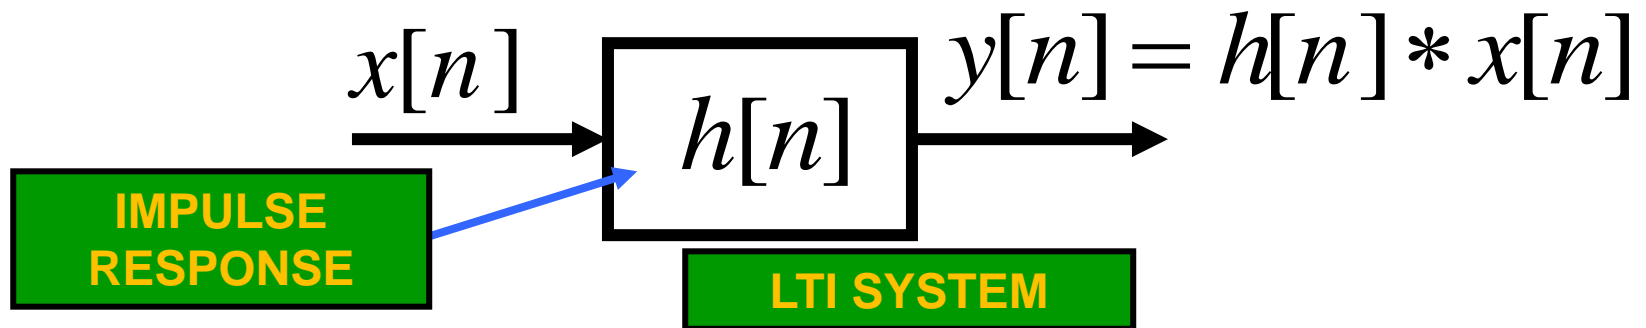 x[n]
h[n]
y[n] = h[n] * x[n]
IMPULSE
RESPONSE
LTI SYSTEM